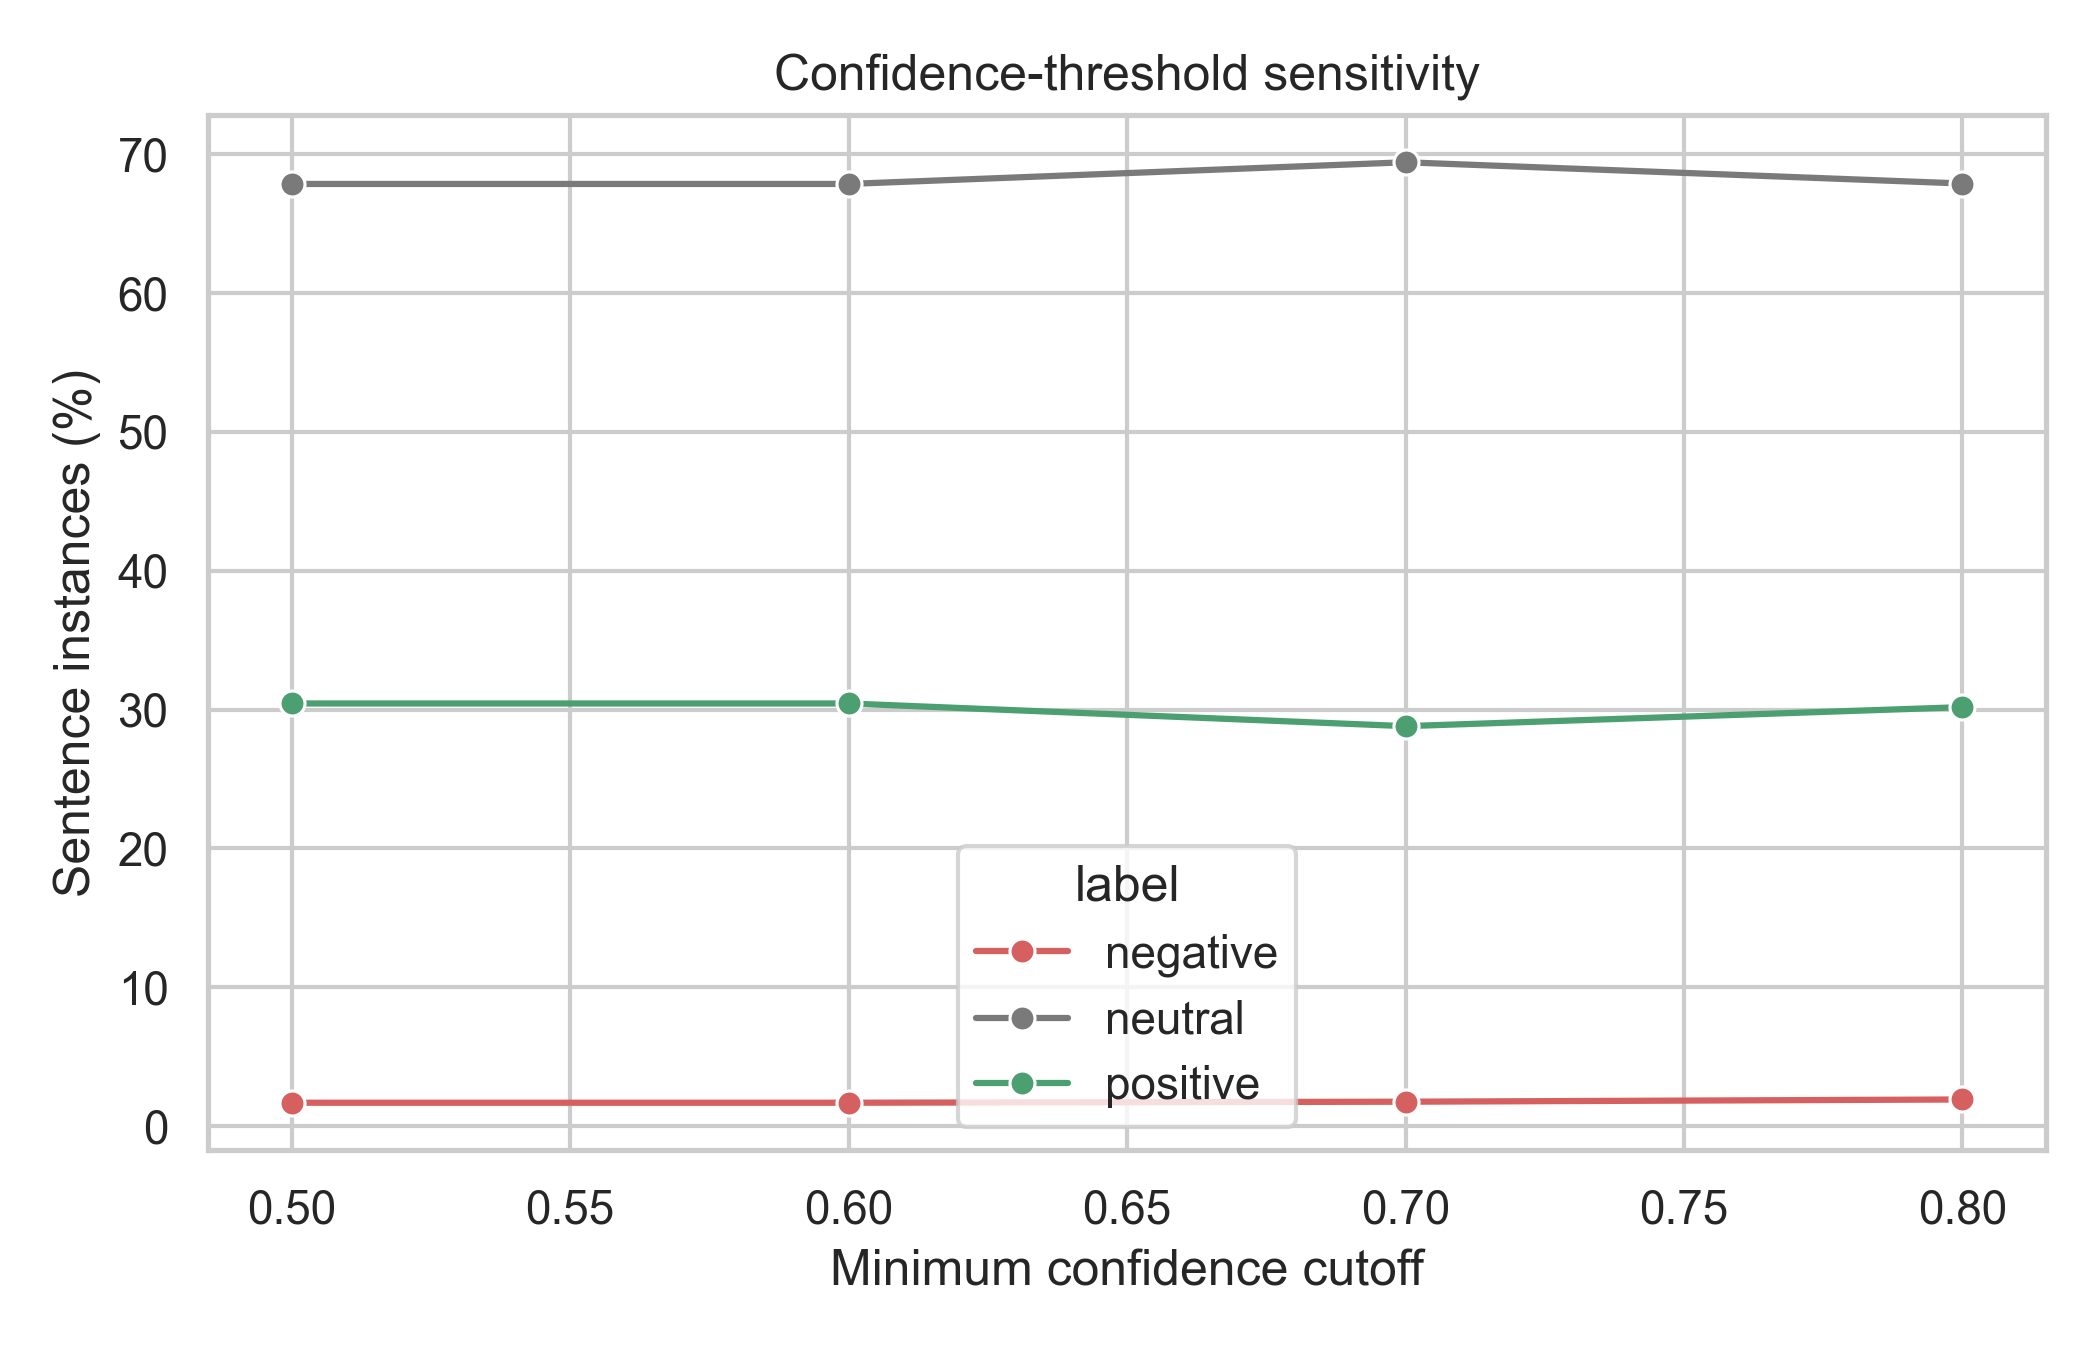 Confidence-threshold sensitivity
70
60
50
40
30
20
10
0
Sentence instances (%)
label
negative
neutral
positive
0.50 0.55 0.60 0.65 0.70 0.75 0.80
Minimum confidence cutoff